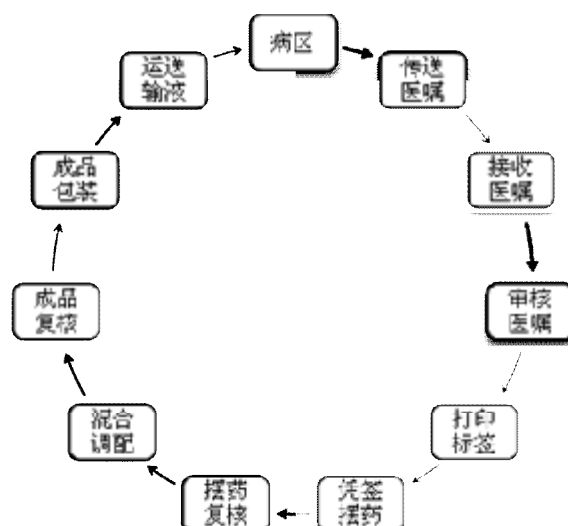 病区
传送
医嘱
接收
医嘱
审核
医嘱
打印
标签
凭签
摆药
摆药
复核
混合
调配
成品
复核
成品
包装
运送
输液